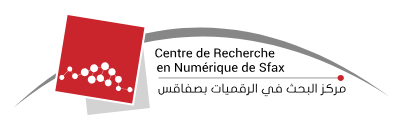 Centre de Recherche
en Numérique de Sfax
مركز البحث في الرقميات بصفاقس